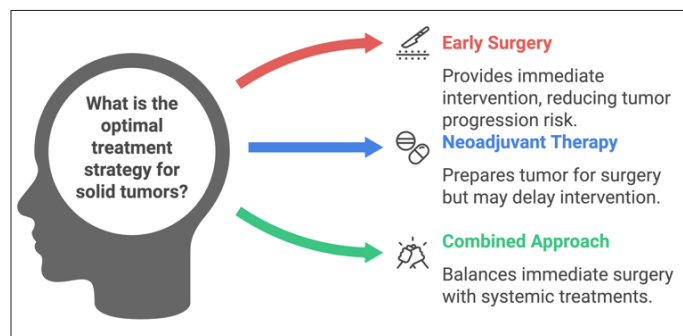 What is the
optimal
treatment
strategy for
solid tumors?
Early Surgery
Provides immediate
intervention, reducing tumor
progression risk.
Neoadjuvant Therapy
Prepares tumor for surgery
but may delay intervention.
Combined Approach
Balances immediate surgery
with systemic treatments.